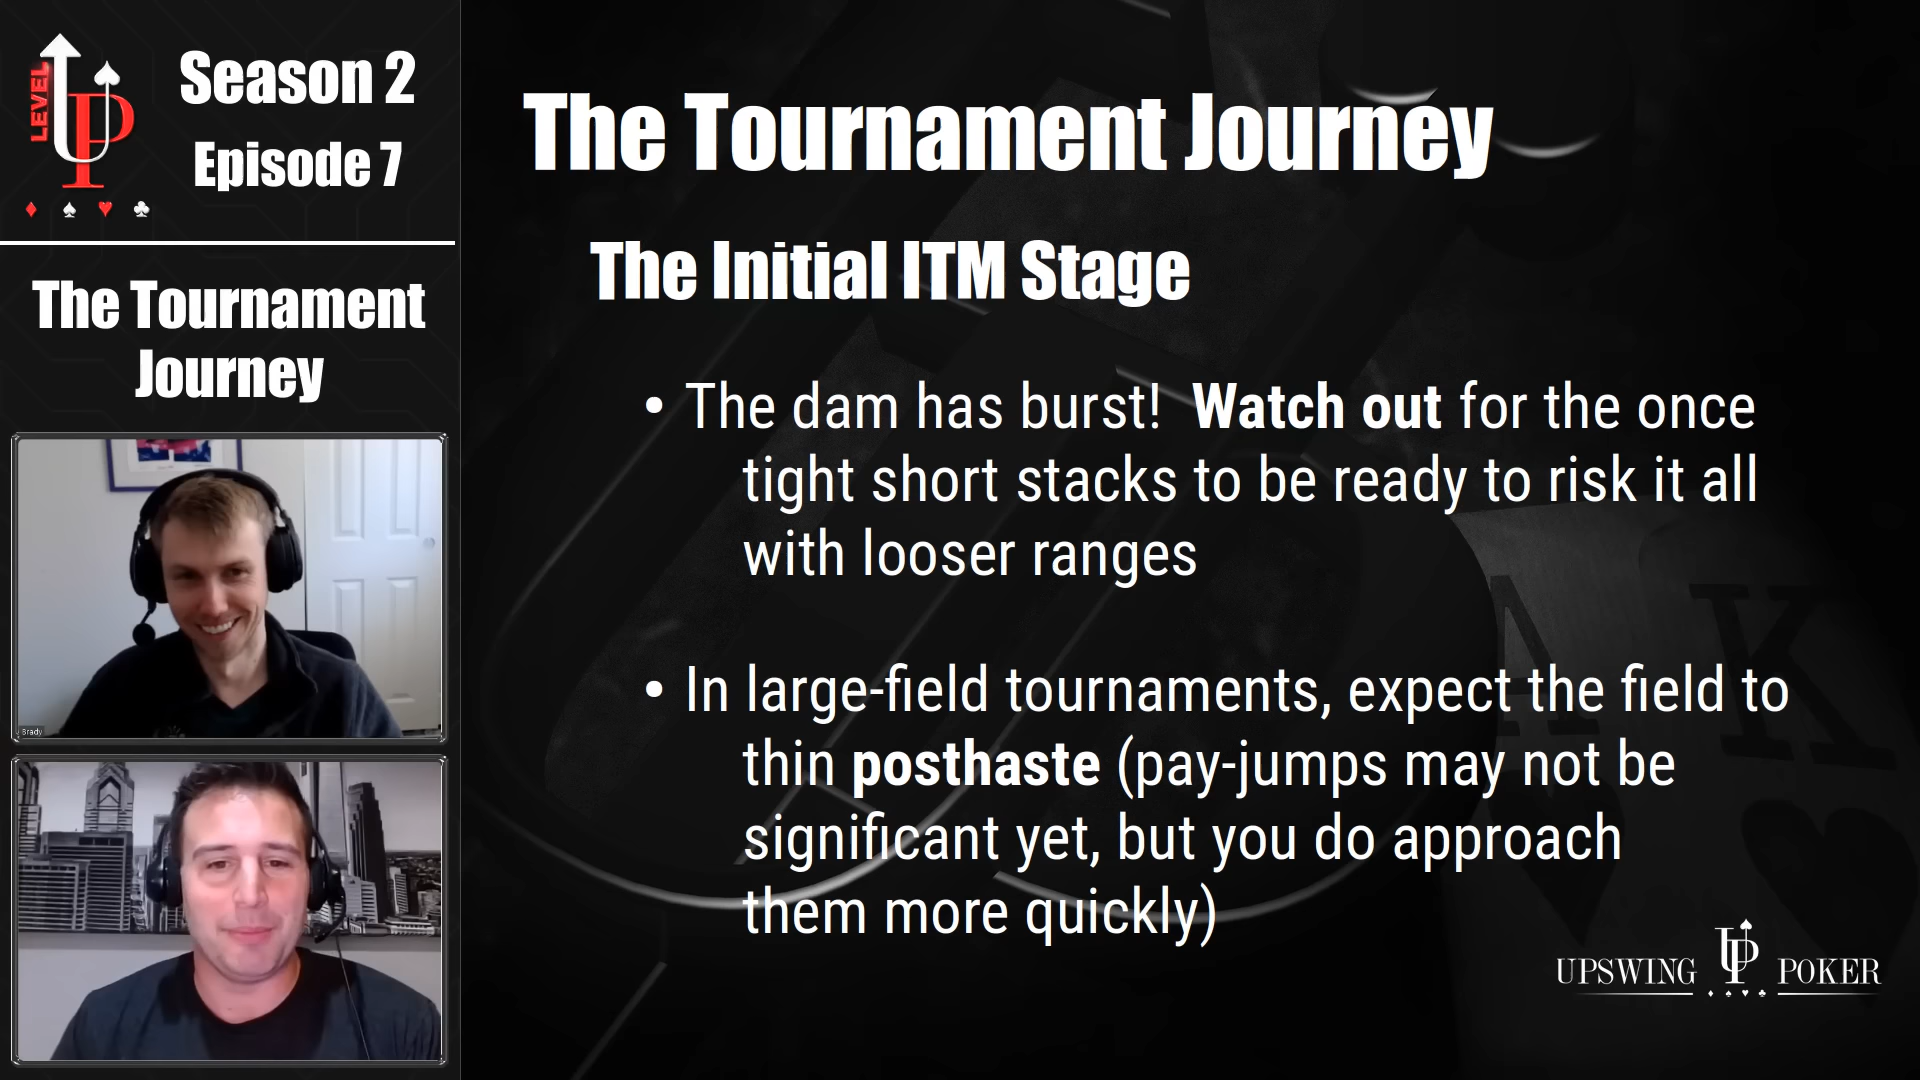 LEVEL
UP
Season 2
Episode 7
The Tournament
Journey
Brady
The Tournament Journey
The Initial ITM Stage
• The dam has burst!  Watch out for the once
tight short stacks to be ready to risk it all
with looser ranges
• In large-field tournaments, expect the field to
thin posthaste (pay-jumps may not be
significant yet, but you do approach
them more quickly)
A K
UPSWING UP POKER